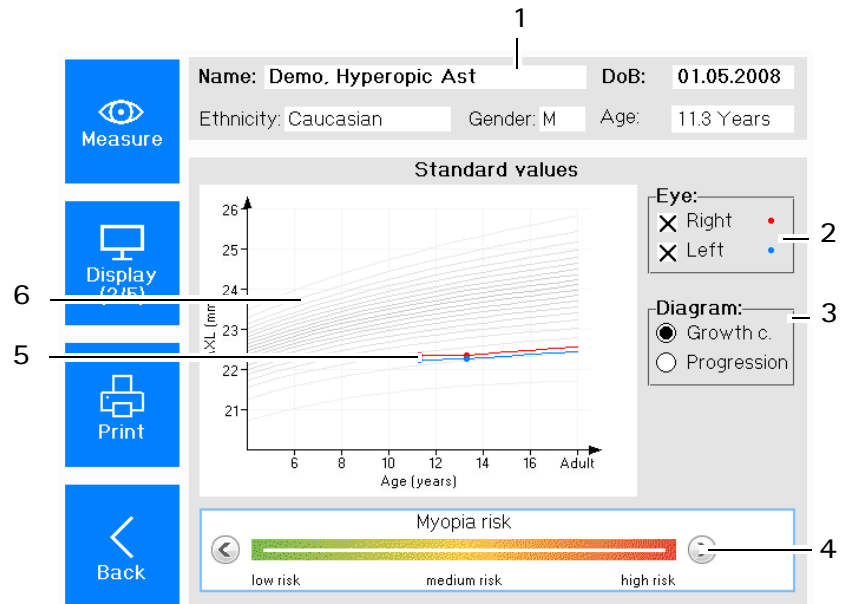 1
Name: Demo, Hyperopic Ast DoB: 01.05.2008
Ethnicity: Caucasian Gender: M Age: 11.3 Years
Measure
Standard values
Eye:
Right
Left
2
Display
Diagram:
Growth c.
Progression
3
26
25
24
23
22
21
6
5
6 8 10 12 14 16 Adult
Age (years)
Print
Myopia risk
4
low risk medium risk high risk
Back